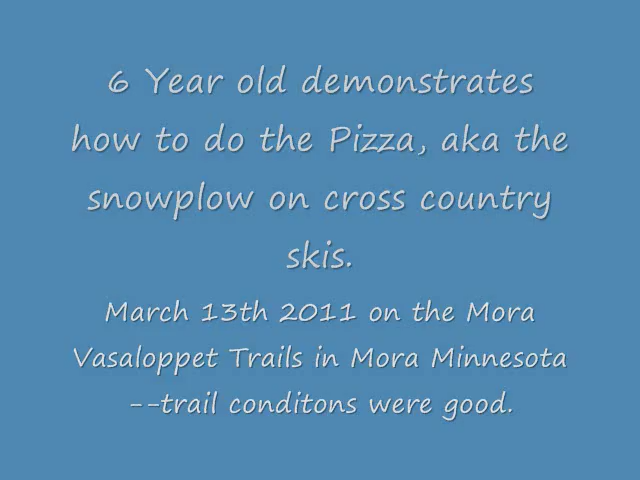 6 Year old demonstrates
how to do the Pizza, aka the
snowplow on cross country
skis.
March 13th 2011 on the Mora
Vasaloppet Trails in Mora Minnesota
--trail conditons were good.